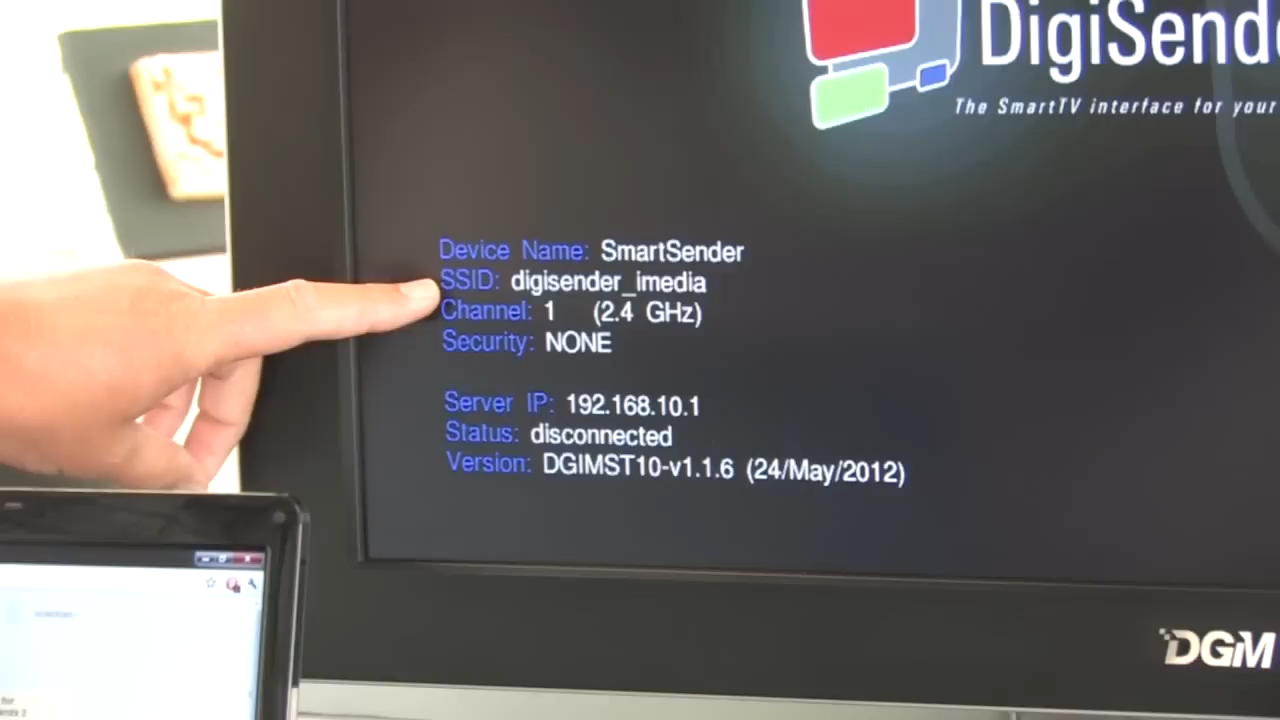 DigiSend
The SmartTV interface for your
Device Name: SmartSender
SSID: digisender_imedia
Channel: 1 (2.4 GHz)
Security: NONE
Server IP: 192.168.10.1
Status: disconnected
Version: DGIMST10-v1.1.6 (24/May/2012)
DGM